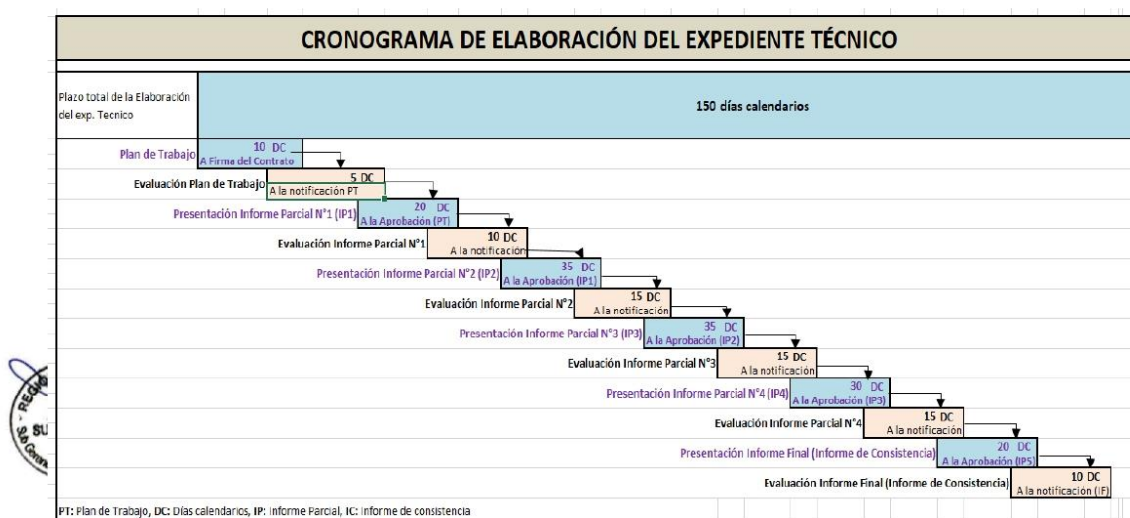 CRONOGRAMA DE ELABORACIÓN DEL EXPEDIENTE TÉCNICO
Plazo total de la Elaboración
del exp. Tecnico
150 días calendarios
Plan de Trabajo
10 DC
A Firma del Contrato
Evaluación Plan de Trabajo
5 DC
A la notificación PT
Presentación Informe Parcial N°1 (IP1)
20 DC
A la Aprobación (PT)
Evaluación Informe Parcial N°1
10 DC
A la notificación
Presentación Informe Parcial N°2 (IP2)
35 DC
A la Aprobación (IP1)
Evaluación Informe Parcial N°2
15 DC
A la notificación
Presentación Informe Parcial N°3 (IP3)
35 DC
A la Aprobación (IP2)
Evaluación Informe Parcial N°3
15 DC
A la notificación
Presentación Informe Parcial N°4 (IP4)
30 DC
A la Aprobación (IP3)
Evaluación Informe Parcial N°4
15 DC
A la notificación
Presentación Informe Final (Informe de Consistencia)
20 DC
A la Aprobación (IP5)
Evaluación Informe Final (Informe de Consistencia)
10 DC
A la notificación (IF)
PT: Plan de Trabajo, DC: Días calendarios, IP: Informe Parcial, IC: Informe de consistencia